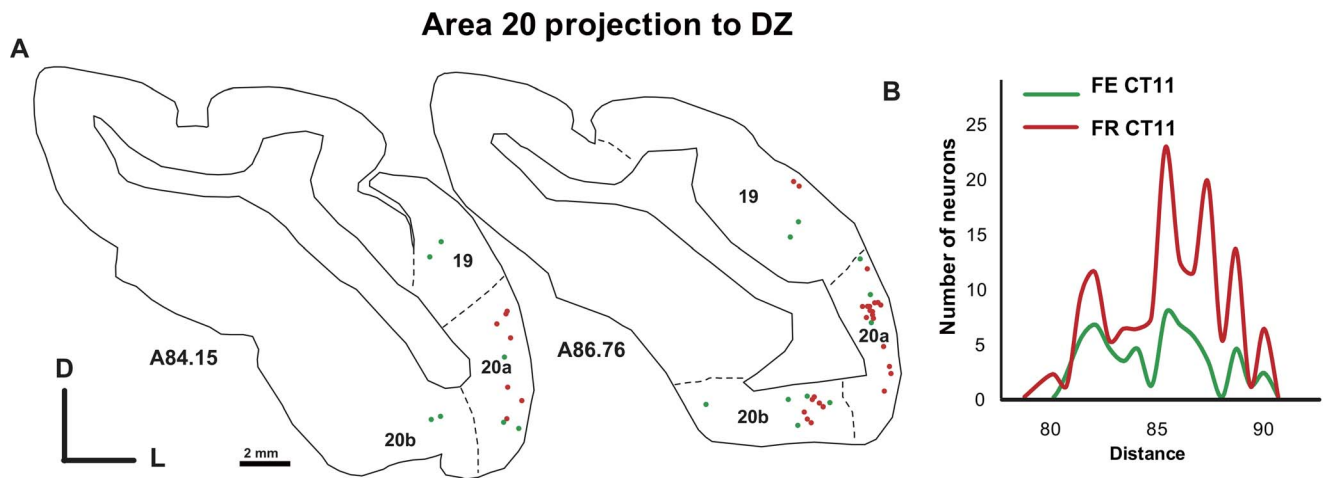 Area 20 projection to DZ
A
19
20a
20b
A84.15
D
L
2 mm
19
20a
20b
A86.76
B
FE CT11
FR CT11
Number of neurons
25
20
15
10
5
0
80 85 90
Distance